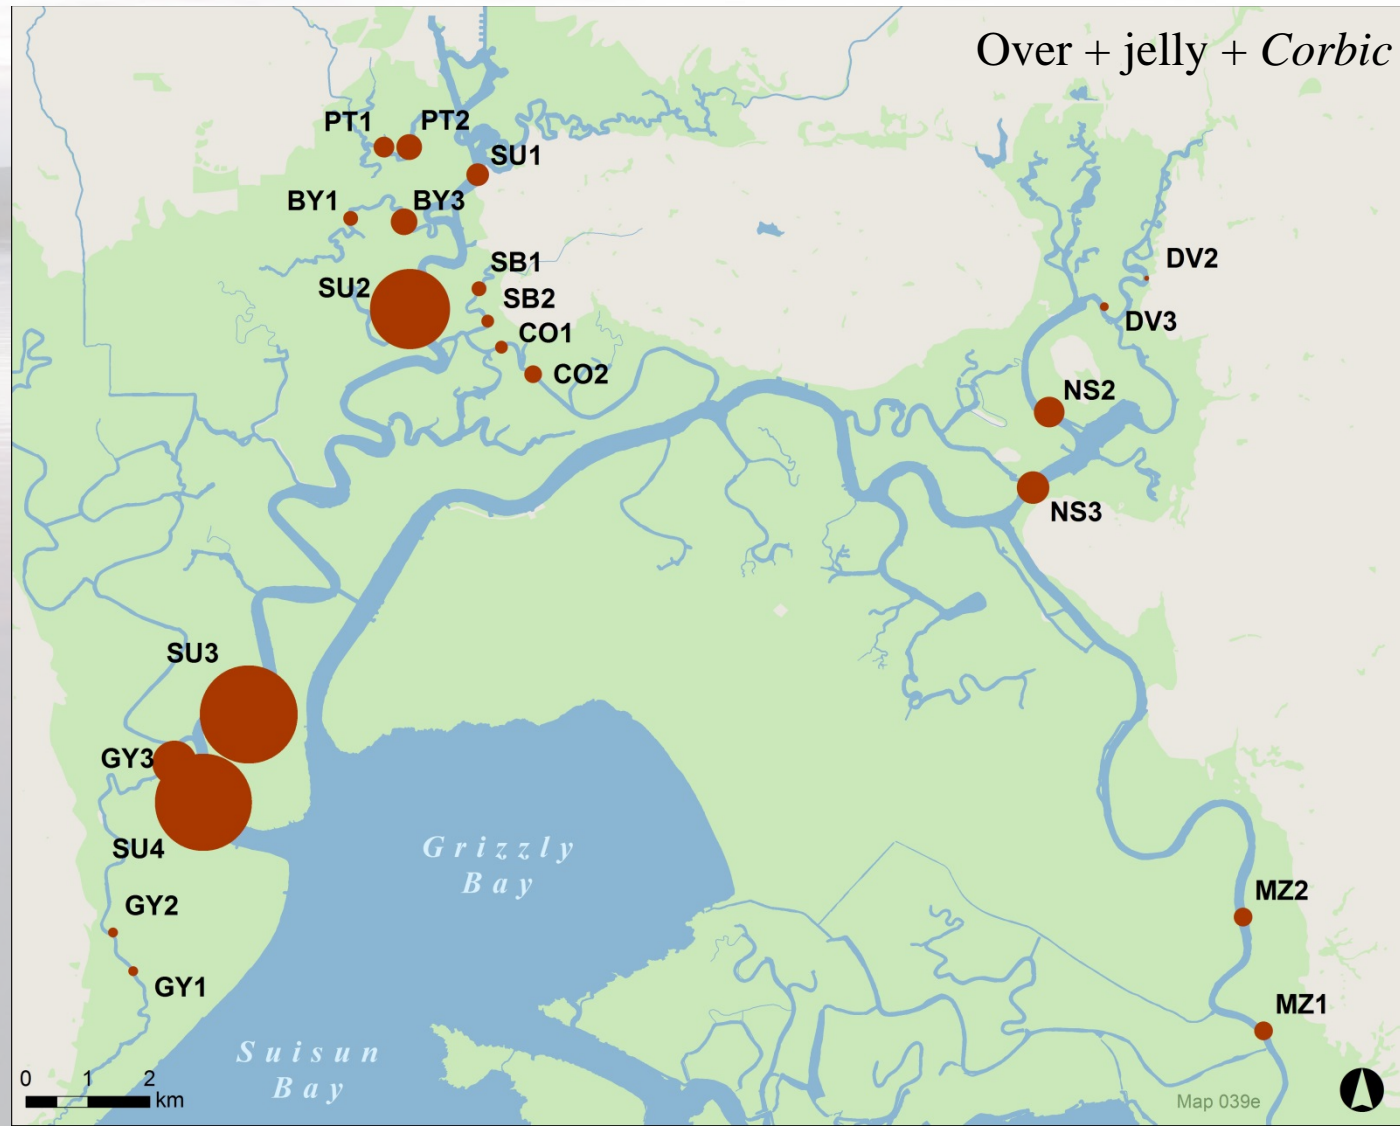 Over + jelly + Corbic
PT1
PT2
SU1
BY1
BY3
SB1
SU2
SB2
CO1
CO2
DV2
DV3
NS2
NS3
SU3
GY3
SU4
Grizzly
Bay
GY2
GY1
MZ2
MZ1
Suisun
Bay
0 1 2
km
Map 039e